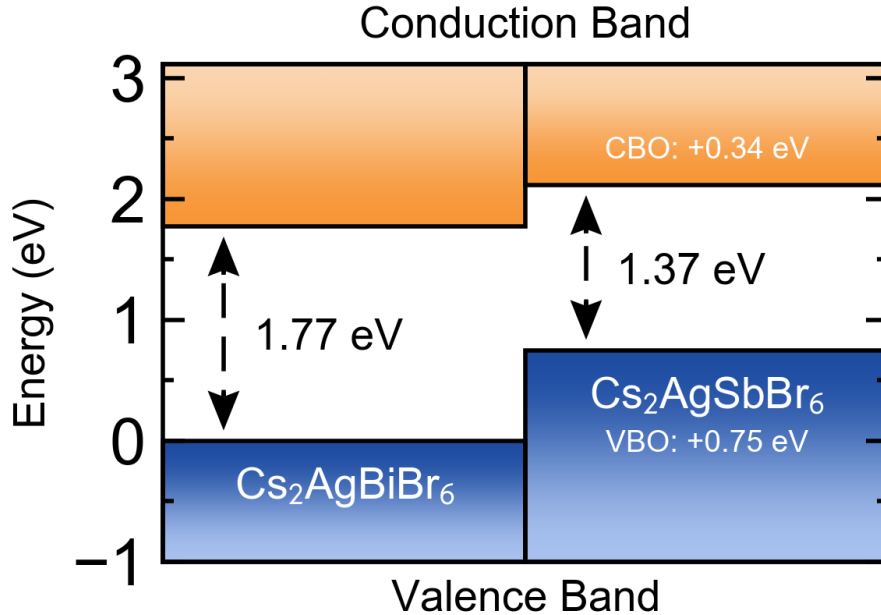 Conduction Band
3
2
1
0
−1
Energy (eV)
CBO: +0.34 eV
1.77 eV
1.37 eV
Cs₂AgBiBr₆
Cs₂AgSbBr₆
VBO: +0.75 eV
Valence Band